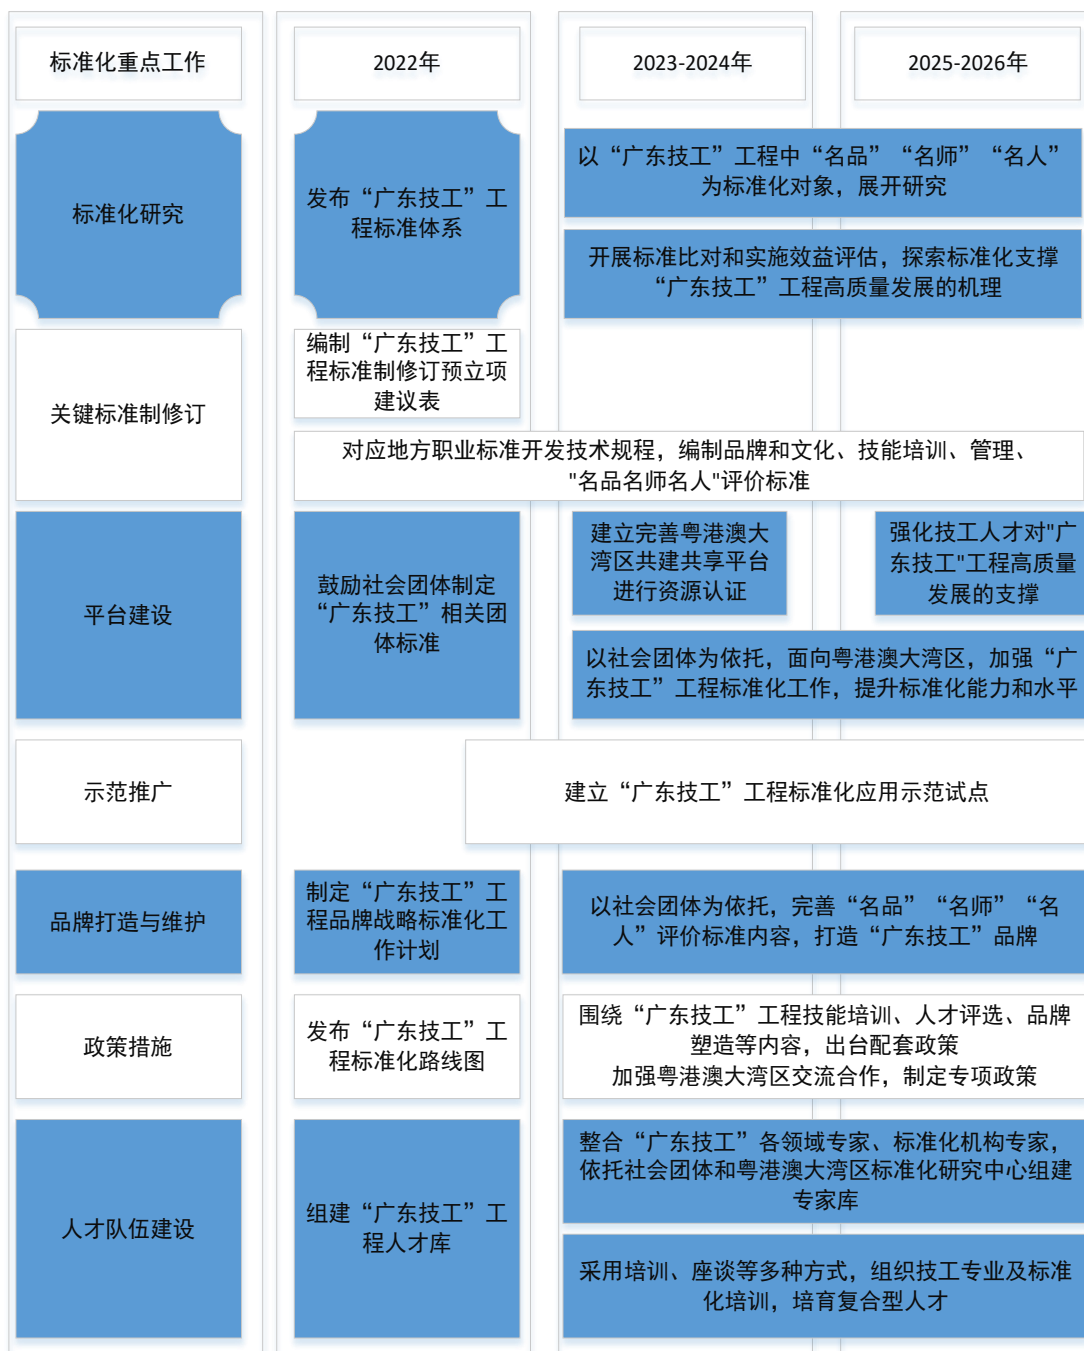 标准化重点工作
2022年
2023-2024年
2025-2026年
标准化研究
发布“广东技工”工
程标准体系
以“广东技工”工程中“名品”“名师”“名人”
为标准化对象，展开研究
开展标准比对和实施效益评估，探索标准化支撑
“广东技工”工程高质量发展的机理
关键标准制修订
编制“广东技工”工
程标准制修订预立项
建议表
对应地方职业标准开发技术规程，编制品牌和文化、技能培训、管理、
"名品名师名人"评价标准
平台建设
鼓励社会团体制定
“广东技工”相关团
体标准
建立完善粤港澳大
湾区共建共享平台
进行资源认证
强化技工人才对"广
东技工"工程高质量
发展的支撑
以社会团体为依托，面向粤港澳大湾区，加强“广
东技工”工程标准化工作，提升标准化能力和水平
示范推广
建立“广东技工”工程标准化应用示范试点
品牌打造与维护
制定“广东技工”工
程品牌战略标准化工
作计划
以社会团体为依托，完善“名品”“名师”“名
人”评价标准内容，打造“广东技工”品牌
政策措施
发布“广东技工”工
程标准化路线图
围绕“广东技工”工程技能培训、人才评选、品牌
塑造等内容，出台配套政策
加强粤港澳大湾区交流合作，制定专项政策
人才队伍建设
组建“广东技工”工
程人才库
整合“广东技工”各领域专家、标准化机构专家，
依托社会团体和粤港澳大湾区标准化研究中心组建
专家库
采用培训、座谈等多种方式，组织技工专业及标准
化培训，培育复合型人才